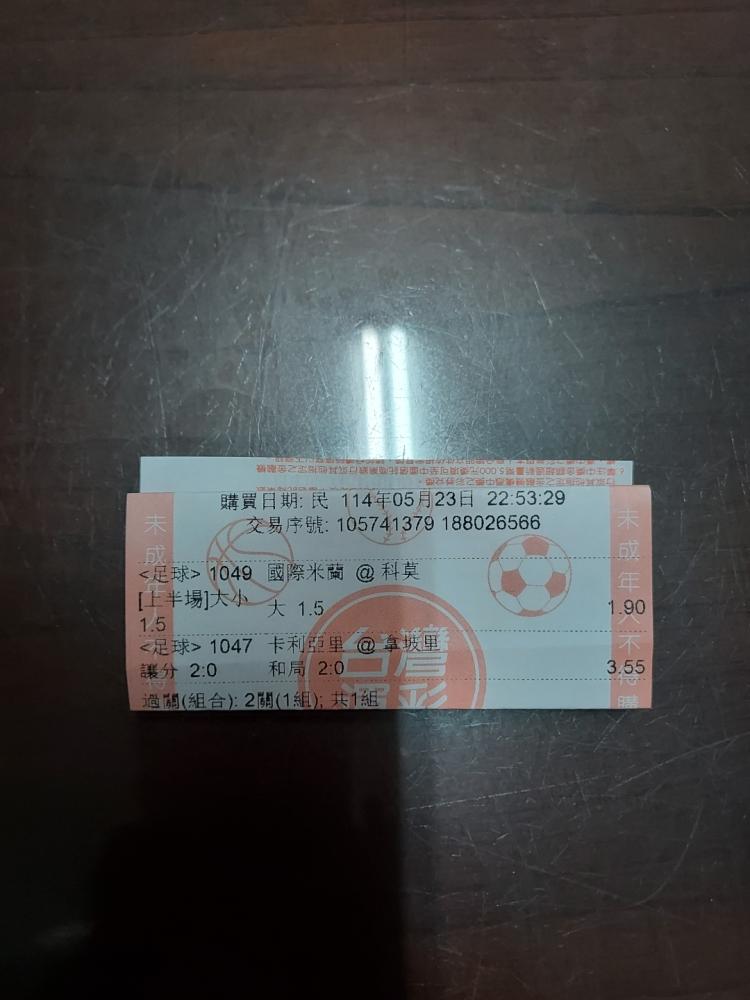 購買日期: 民 114年05月23日 22:53:29
交易序號: 105741379 188026566
<足球> 1049 國際米蘭 @ 科莫
[上半場]大小 1.5 大 1.5 1.90
<足球> 1047 卡利亞里 @ 拿坡里
讓分 2:0 和局 2:0 3.55
過關(組合): 2關(1組); 共1組
未成年
未成年人不得購
台灣